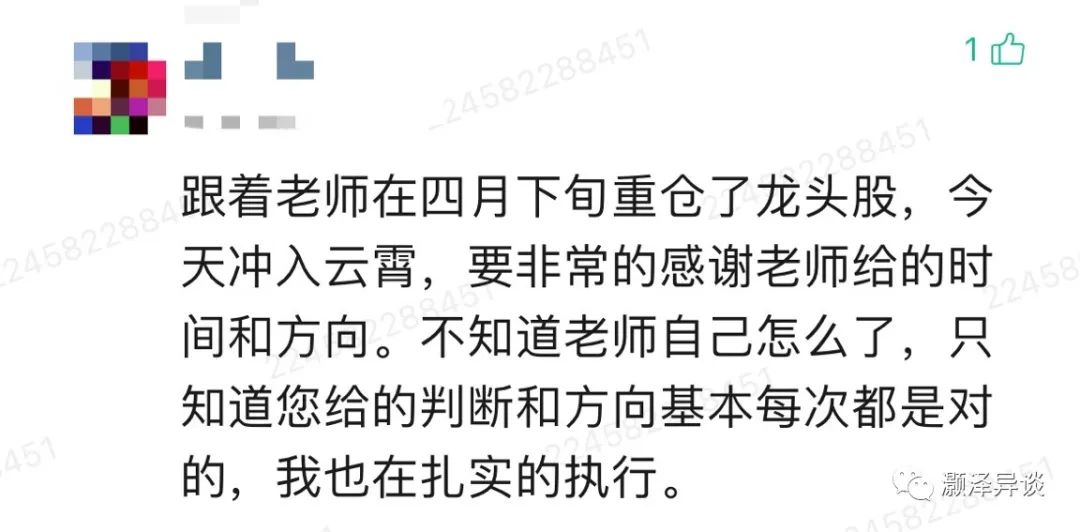 _24582288451
1
跟着老师在四月下旬重仓了龙头股，今
天冲入云霄，要非常的感谢老师给的时
间和方向。不知道老师自己怎么了，只
知道您给的判断和方向基本每次都是对
的，我也在扎实的执行。
灏泽异谈